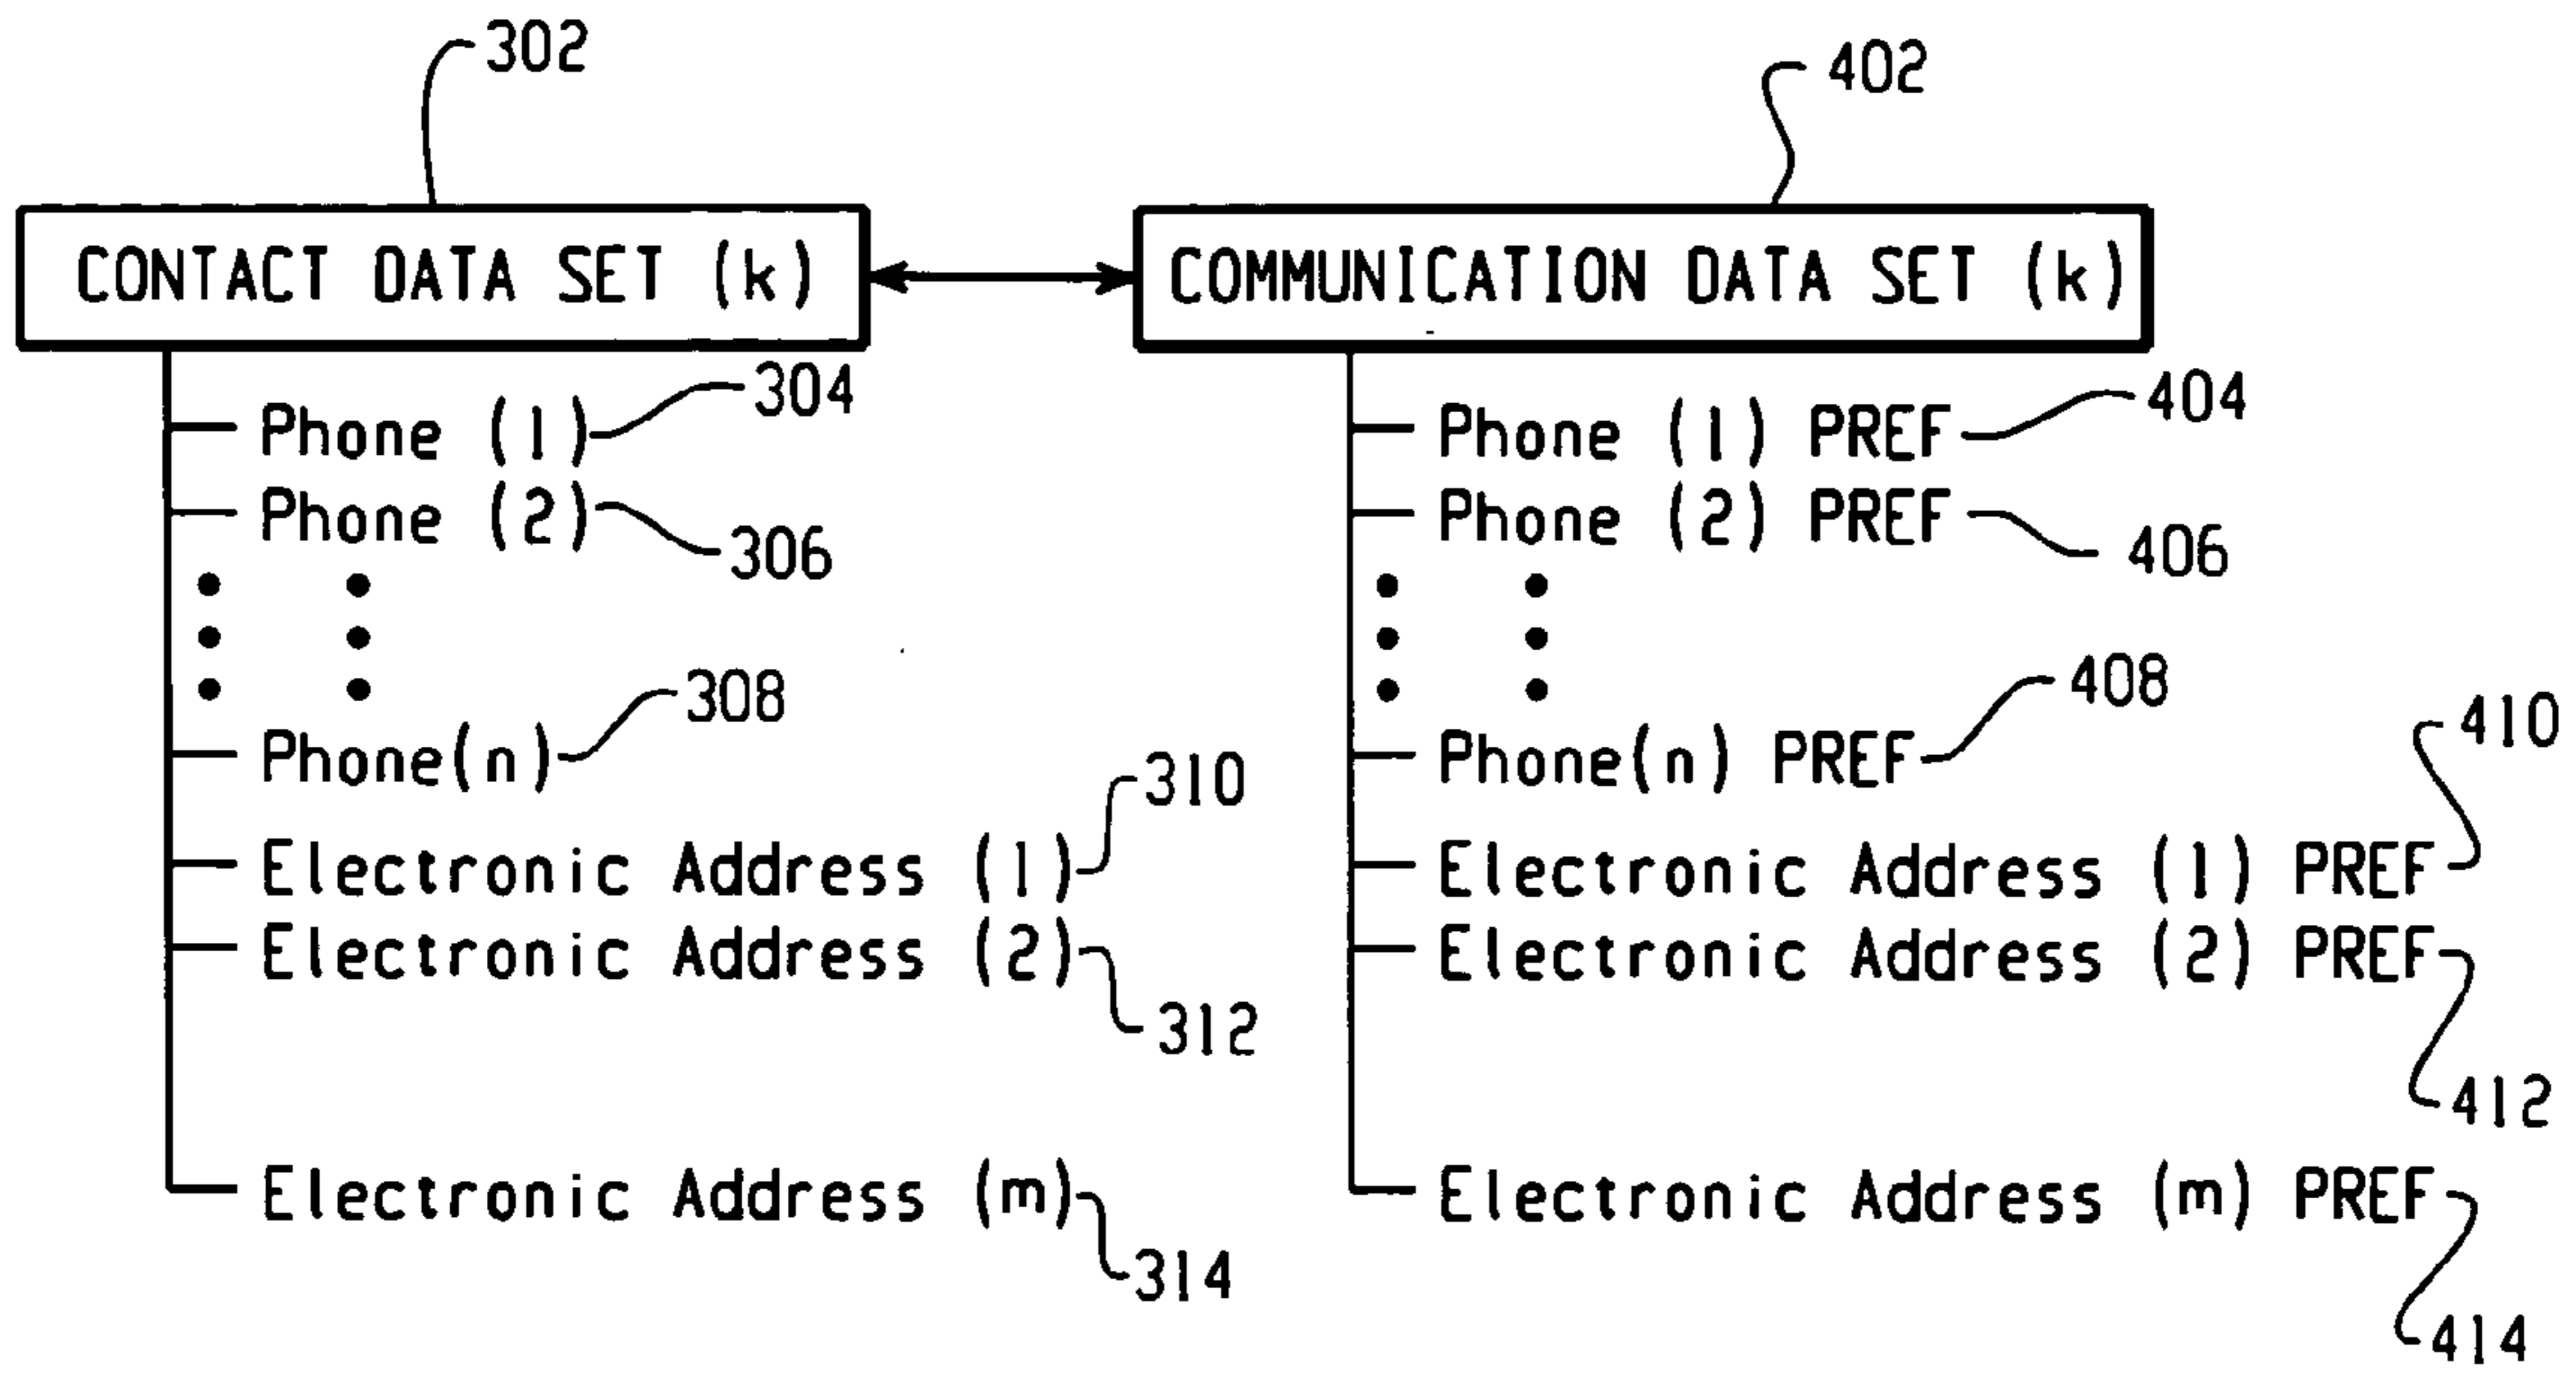 302
402
CONTACT DATA SET (k)
COMMUNICATION DATA SET (k)
Phone (1) 304
Phone (2) 306
Phone(n) 308
Electronic Address (1) 310
Electronic Address (2) 312
Electronic Address (m) 314
Phone (1) PREF 404
Phone (2) PREF 406
Phone(n) PREF 408
Electronic Address (1) PREF 410
Electronic Address (2) PREF 412
Electronic Address (m) PREF 414